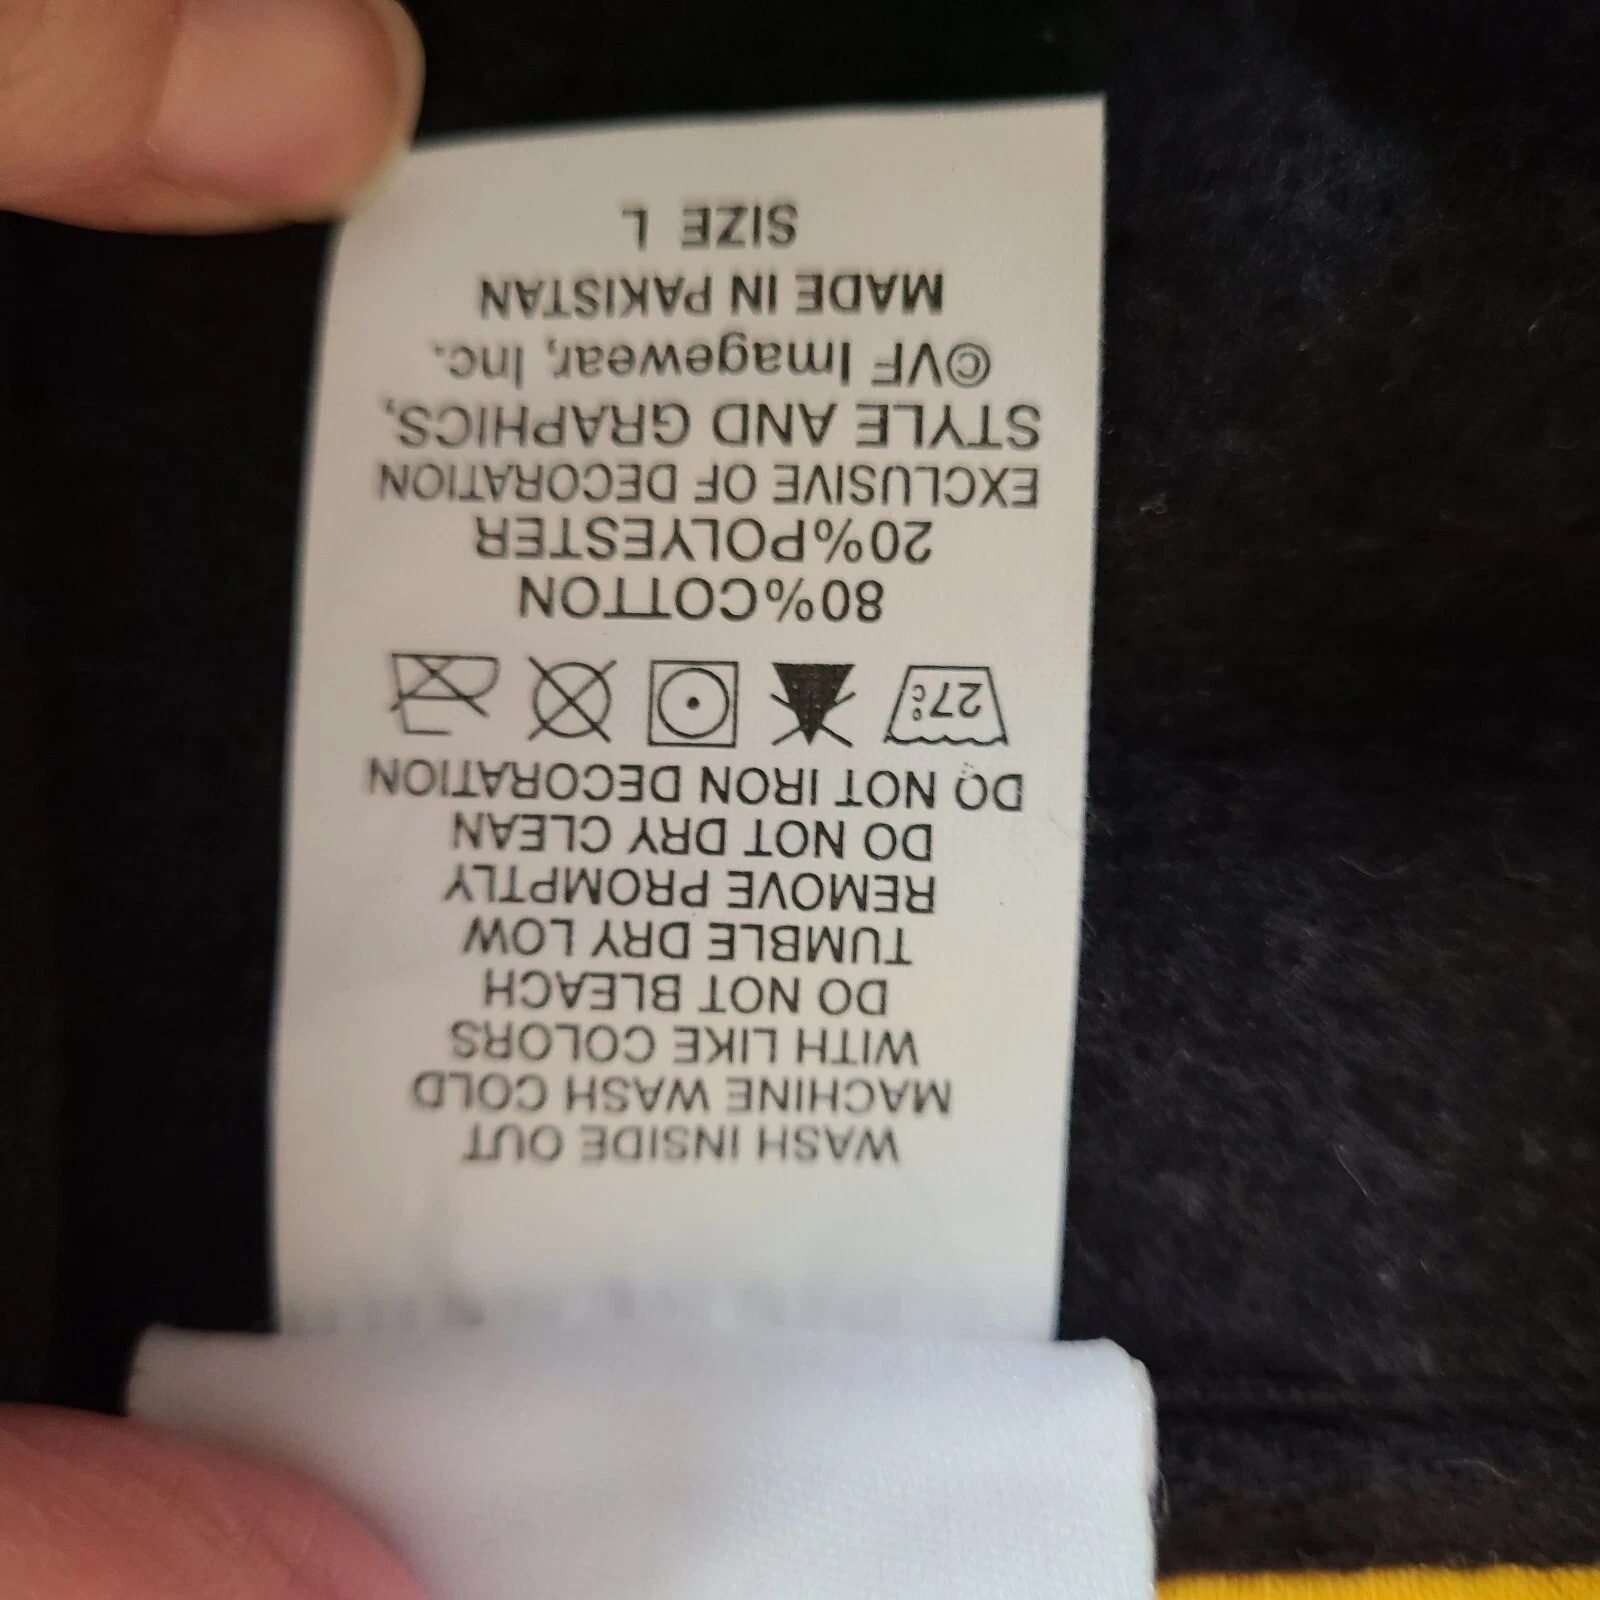 WASH INSIDE OUT
MACHINE WASH COLD
WITH LIKE COLORS
DO NOT BLEACH
TUMBLE DRY LOW
REMOVE PROMPTLY
DO NOT DRY CLEAN
DO NOT IRON DECORATION
27°C
80%COTTON
20%POLYESTER
EXCLUSIVE OF DECORATION
STYLE AND GRAPHICS,
©VF Imagewear, Inc.
MADE IN PAKISTAN
SIZE L